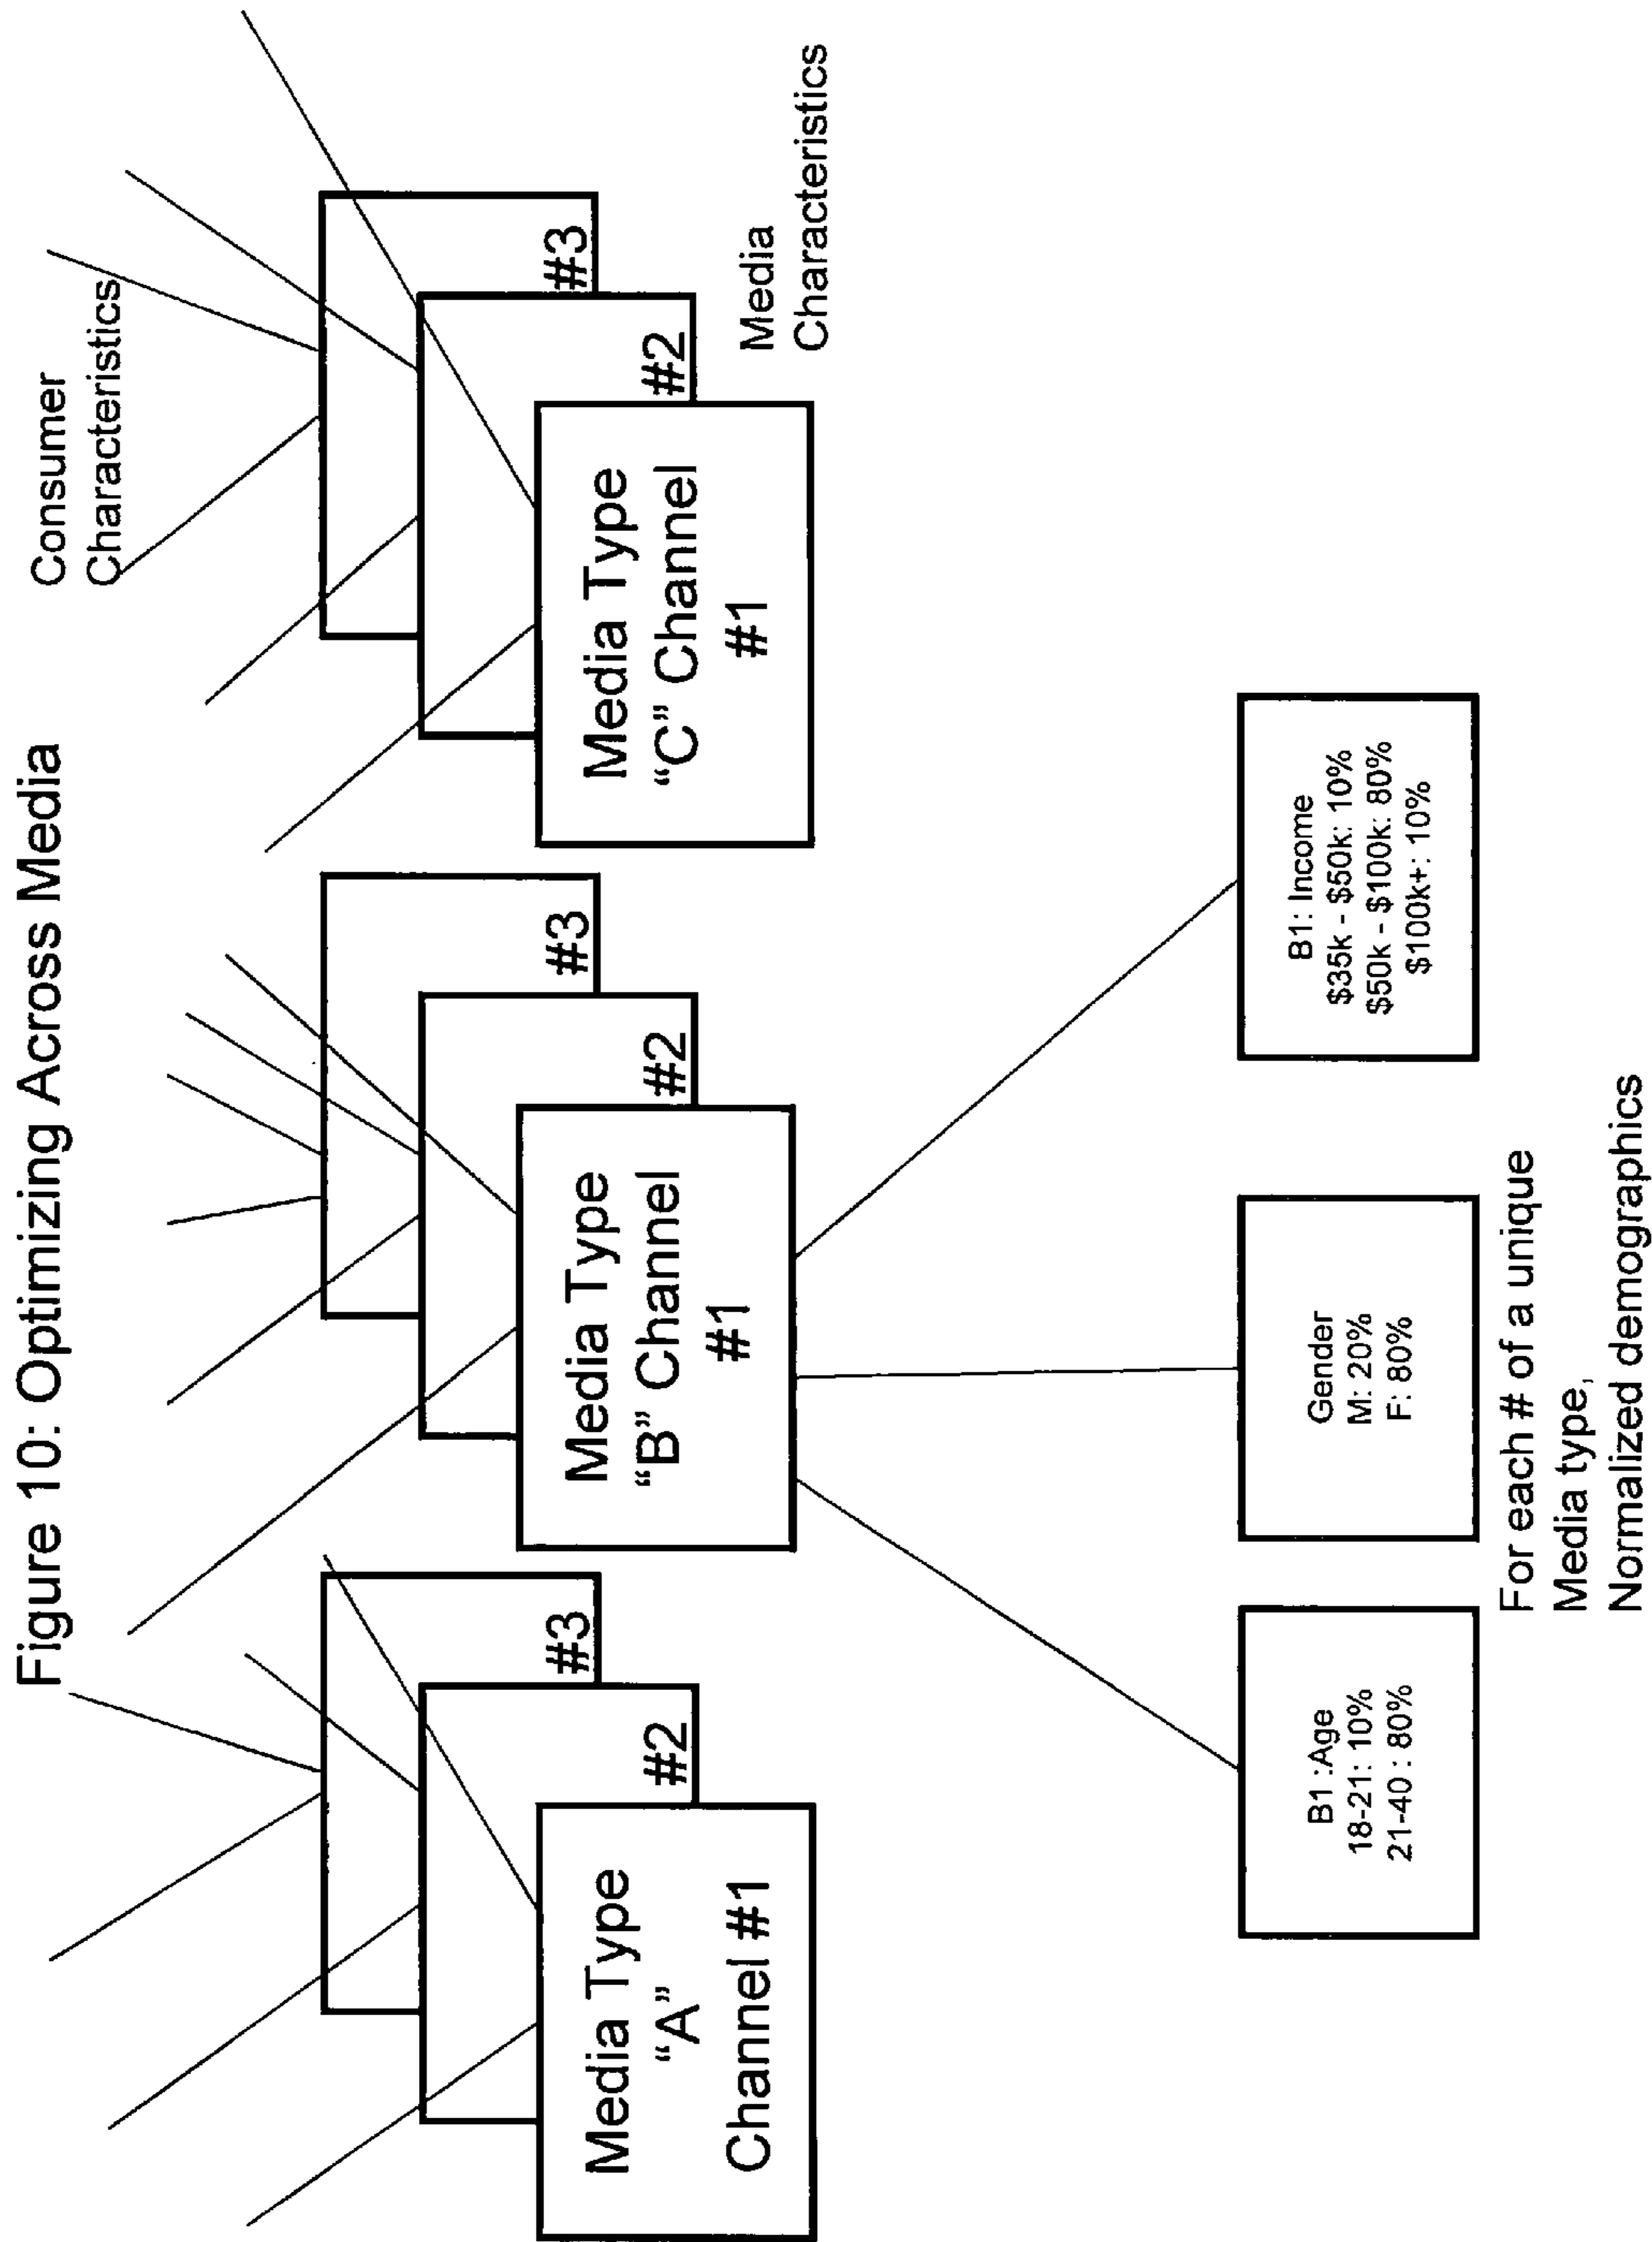 Figure 10: Optimizing Across Media
Consumer
Characteristics
#3
#2
Media Type
“A”
Channel #1
#3
#2
Media Type
“B” Channel
#1
#3
#2
Media Type
“C” Channel
#1
Media
Characteristics
B1 :Age
18-21: 10%
21-40 : 80%
Gender
M: 20%
F: 80%
B1: Income
$35k - $50k: 10%
$50k - $100k: 80%
$100k+: 10%
For each # of a unique
Media type,
Normalized demographics